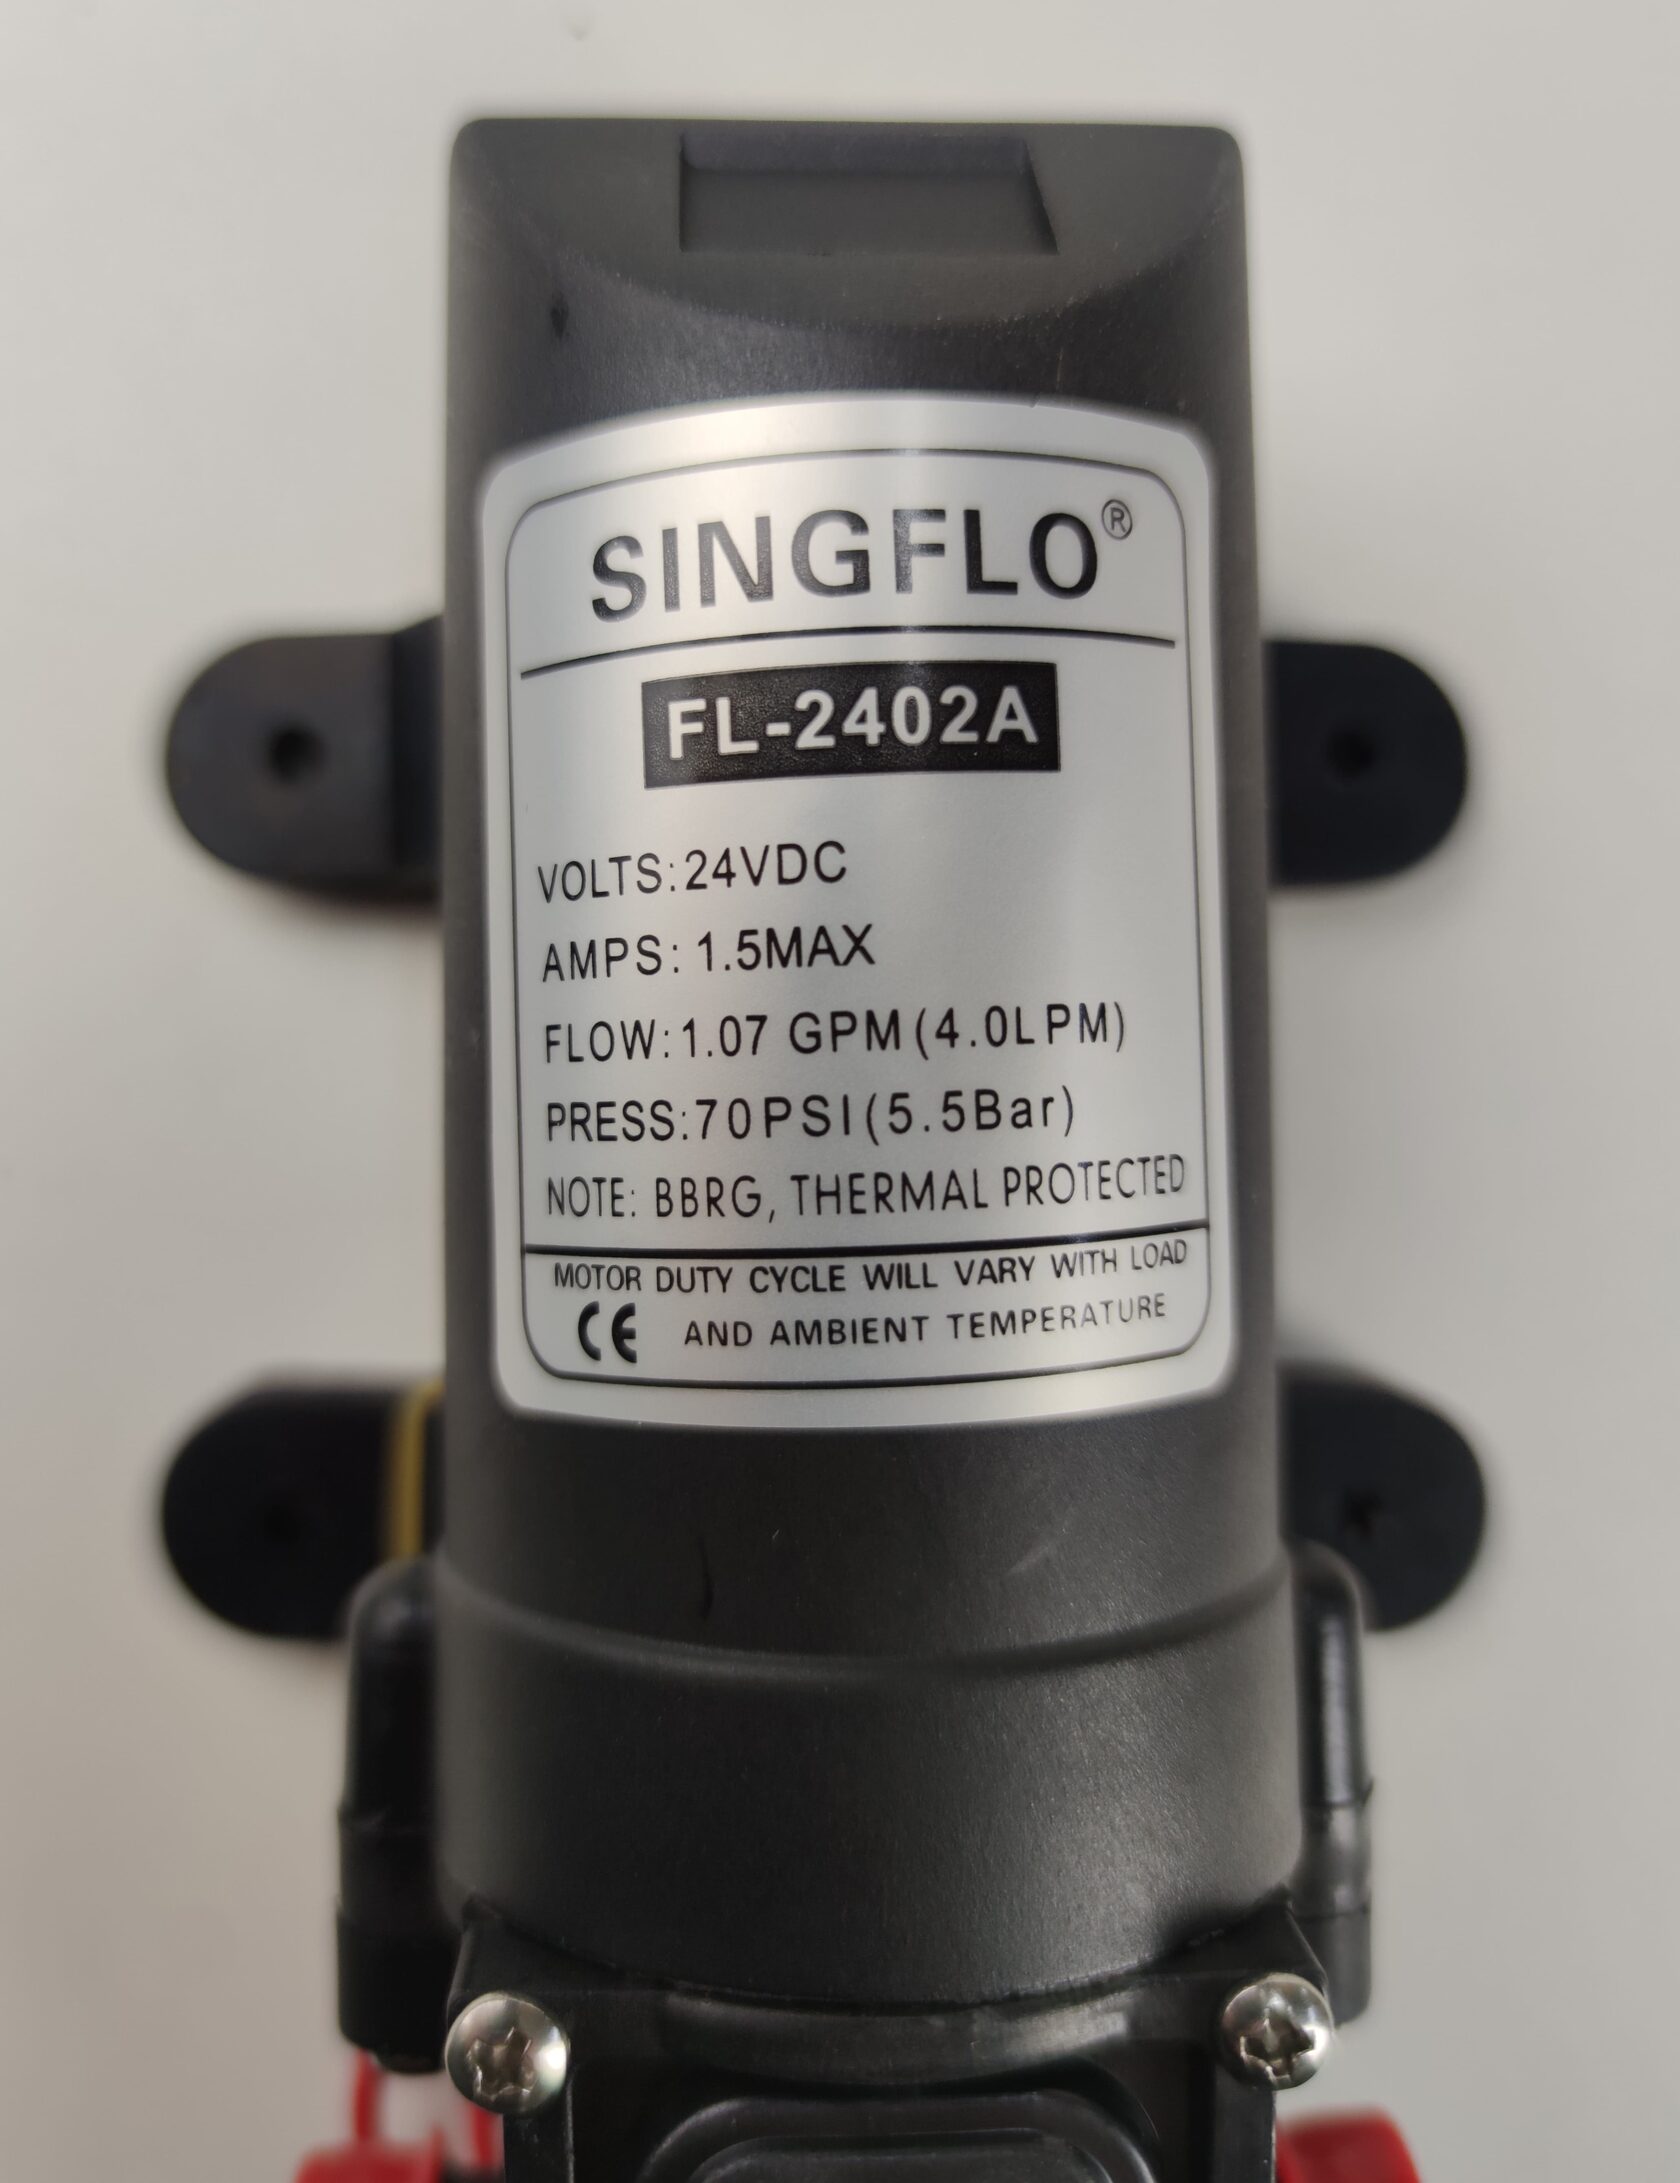 SINGFLO®
FL-2402A
VOLTS:24VDC
AMPS: 1.5MAX
FLOW:1.07 GPM(4.0LPM)
PRESS:70PSI(5.5Bar)
NOTE: BBRG, THERMAL PROTECTED
MOTOR DUTY CYCLE WILL VARY WITH LOAD
CE AND AMBIENT TEMPERATURE